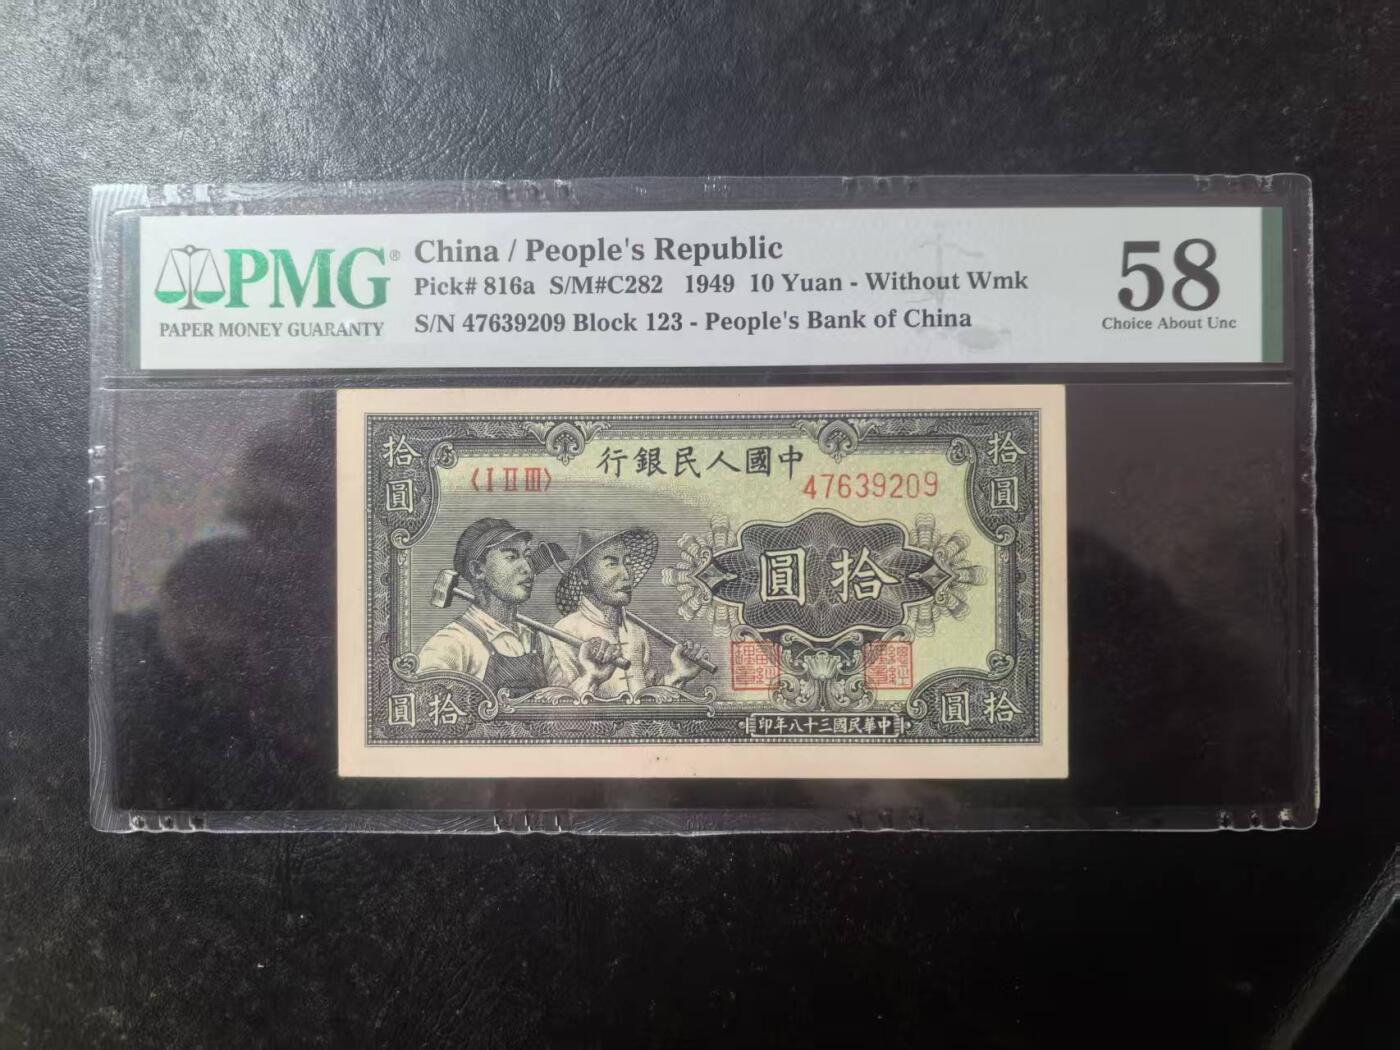 PMG®
PAPER MONEY GUARANTY
China / People's Republic
Pick# 816a S/M#C282 1949 10 Yuan - Without Wmk
S/N 47639209 Block 123 - People's Bank of China
58
Choice About Unc
行銀民人國中
〈I II III〉
47639209
拾圓
拾圓
圓拾
圓拾
圓拾
印年八十三國民華中